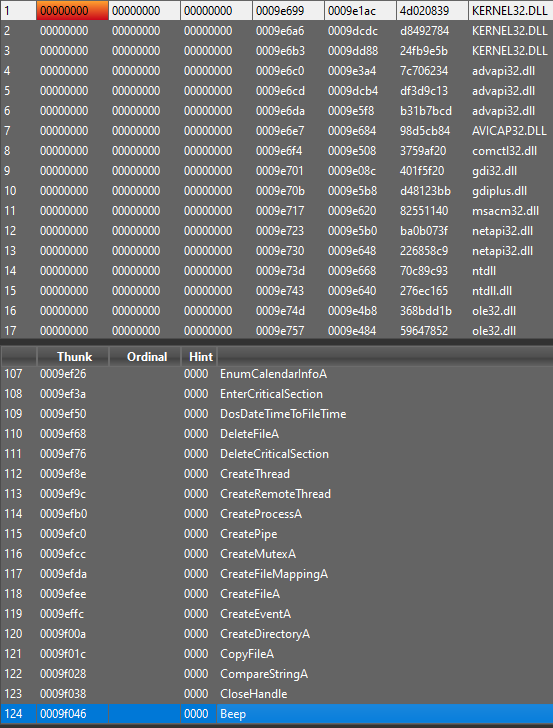 1 00000000 00000000 00000000 0009e699 0009e1ac 4d020839 KERNEL32.DLL
2 00000000 00000000 00000000 0009e6a6 0009dcdc d8492784 KERNEL32.DLL
3 00000000 00000000 00000000 0009e6b3 0009dd88 24fb9e5b KERNEL32.DLL
4 00000000 00000000 00000000 0009e6c0 0009e3a4 7c706234 advapi32.dll
5 00000000 00000000 00000000 0009e6cd 0009dcb4 df3d9c13 advapi32.dll
6 00000000 00000000 00000000 0009e6da 0009e5f8 b31b7bcd advapi32.dll
7 00000000 00000000 00000000 0009e6e7 0009e684 98d5cb84 AVICAP32.DLL
8 00000000 00000000 00000000 0009e6f4 0009e508 3759af20 comctl32.dll
9 00000000 00000000 00000000 0009e701 0009e08c 401f5f20 gdi32.dll
10 00000000 00000000 00000000 0009e70b 0009e5b8 d48123bb gdiplus.dll
11 00000000 00000000 00000000 0009e717 0009e620 82551140 msacm32.dll
12 00000000 00000000 00000000 0009e723 0009e5b0 ba0b073f netapi32.dll
13 00000000 00000000 00000000 0009e730 0009e648 226858c9 netapi32.dll
14 00000000 00000000 00000000 0009e73d 0009e668 70c89c93 ntdll
15 00000000 00000000 00000000 0009e743 0009e640 276ec165 ntdll.dll
16 00000000 00000000 00000000 0009e74d 0009e4b8 368bdd1b ole32.dll
17 00000000 00000000 00000000 0009e757 0009e484 59647852 ole32.dll
Thunk Ordinal Hint
107 0009ef26 0000 EnumCalendarInfoA
108 0009ef3a 0000 EnterCriticalSection
109 0009ef50 0000 DosDateTimeToFileTime
110 0009ef68 0000 DeleteFileA
111 0009ef76 0000 DeleteCriticalSection
112 0009ef8e 0000 CreateThread
113 0009ef9c 0000 CreateRemoteThread
114 0009efb0 0000 CreateProcessA
115 0009efc0 0000 CreatePipe
116 0009efcc 0000 CreateMutexA
117 0009efda 0000 CreateFileMappingA
118 0009efee 0000 CreateFileA
119 0009effc 0000 CreateEventA
120 0009f00a 0000 CreateDirectoryA
121 0009f01c 0000 CopyFileA
122 0009f028 0000 CompareStringA
123 0009f038 0000 CloseHandle
124 0009f046 0000 Beep